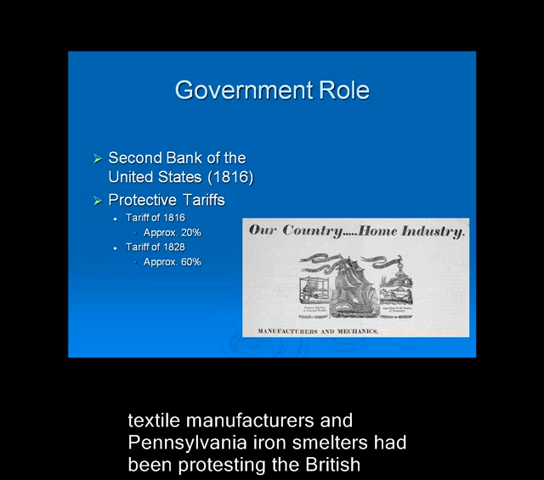 Government Role
➢ Second Bank of the
United States (1816)
➢ Protective Tariffs
• Tariff of 1816
• Approx. 20%
• Tariff of 1828
• Approx. 60%
Our Country.....Home Industry.
MANUFACTURERS AND MECHANICS.
textile manufacturers and
Pennsylvania iron smelters had
been protesting the British